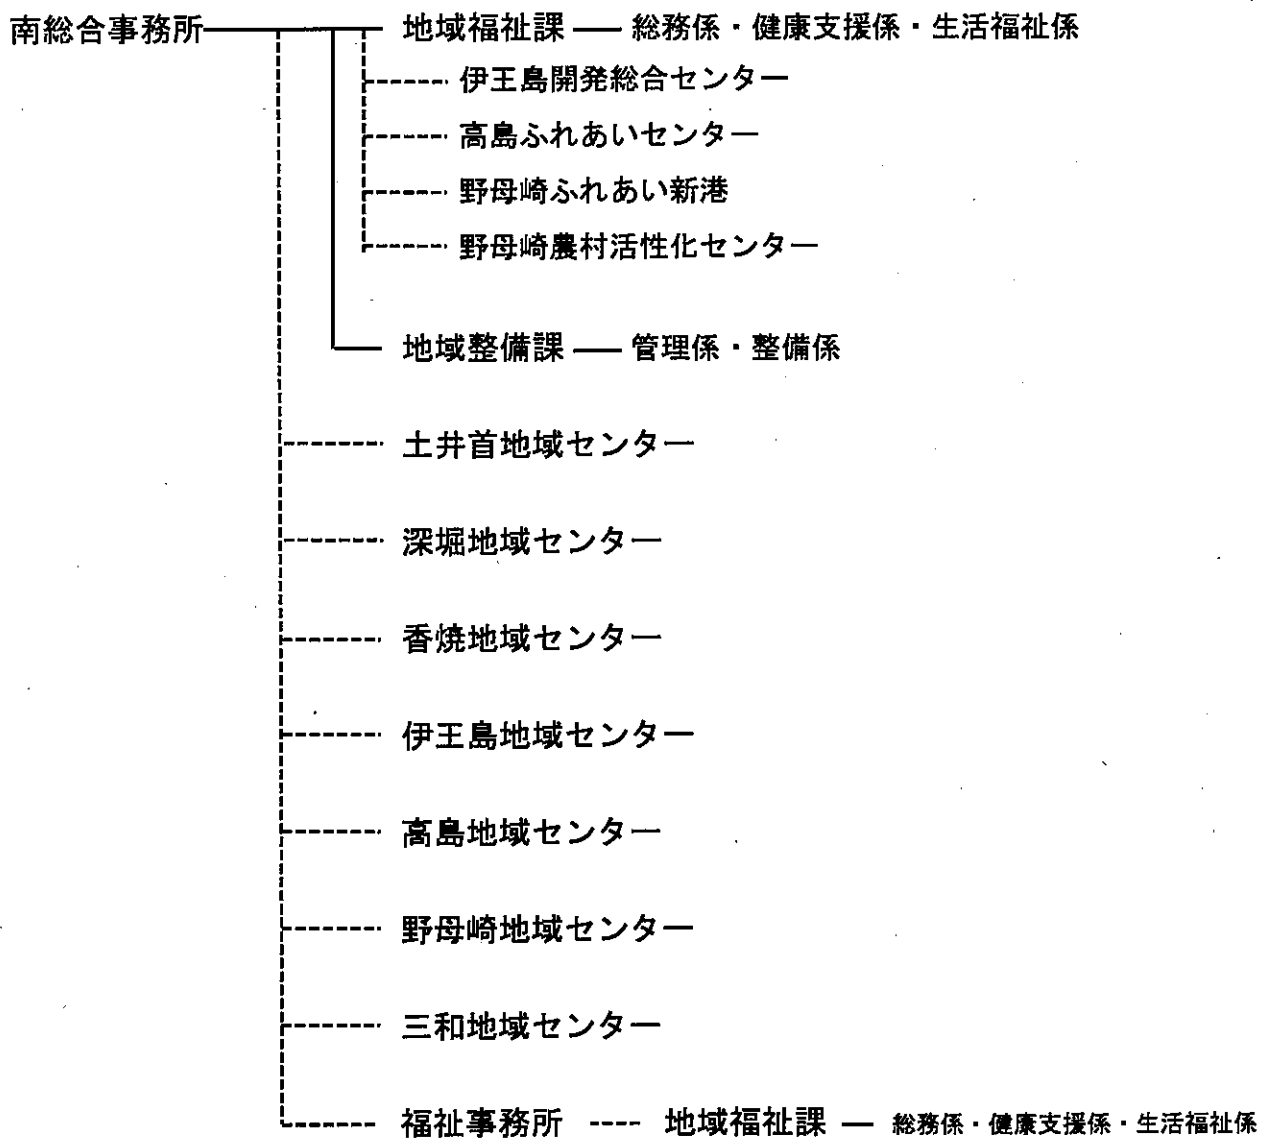 南総合事務所 地域福祉課 総務係・健康支援係・生活福祉係
伊王島開発総合センター
高島ふれあいセンター
野母崎ふれあい新港
野母崎農村活性化センター
地域整備課 管理係・整備係
土井首地域センター
深堀地域センター
香焼地域センター
伊王島地域センター
高島地域センター
野母崎地域センター
三和地域センター
福祉事務所 地域福祉課 総務係・健康支援係・生活福祉係